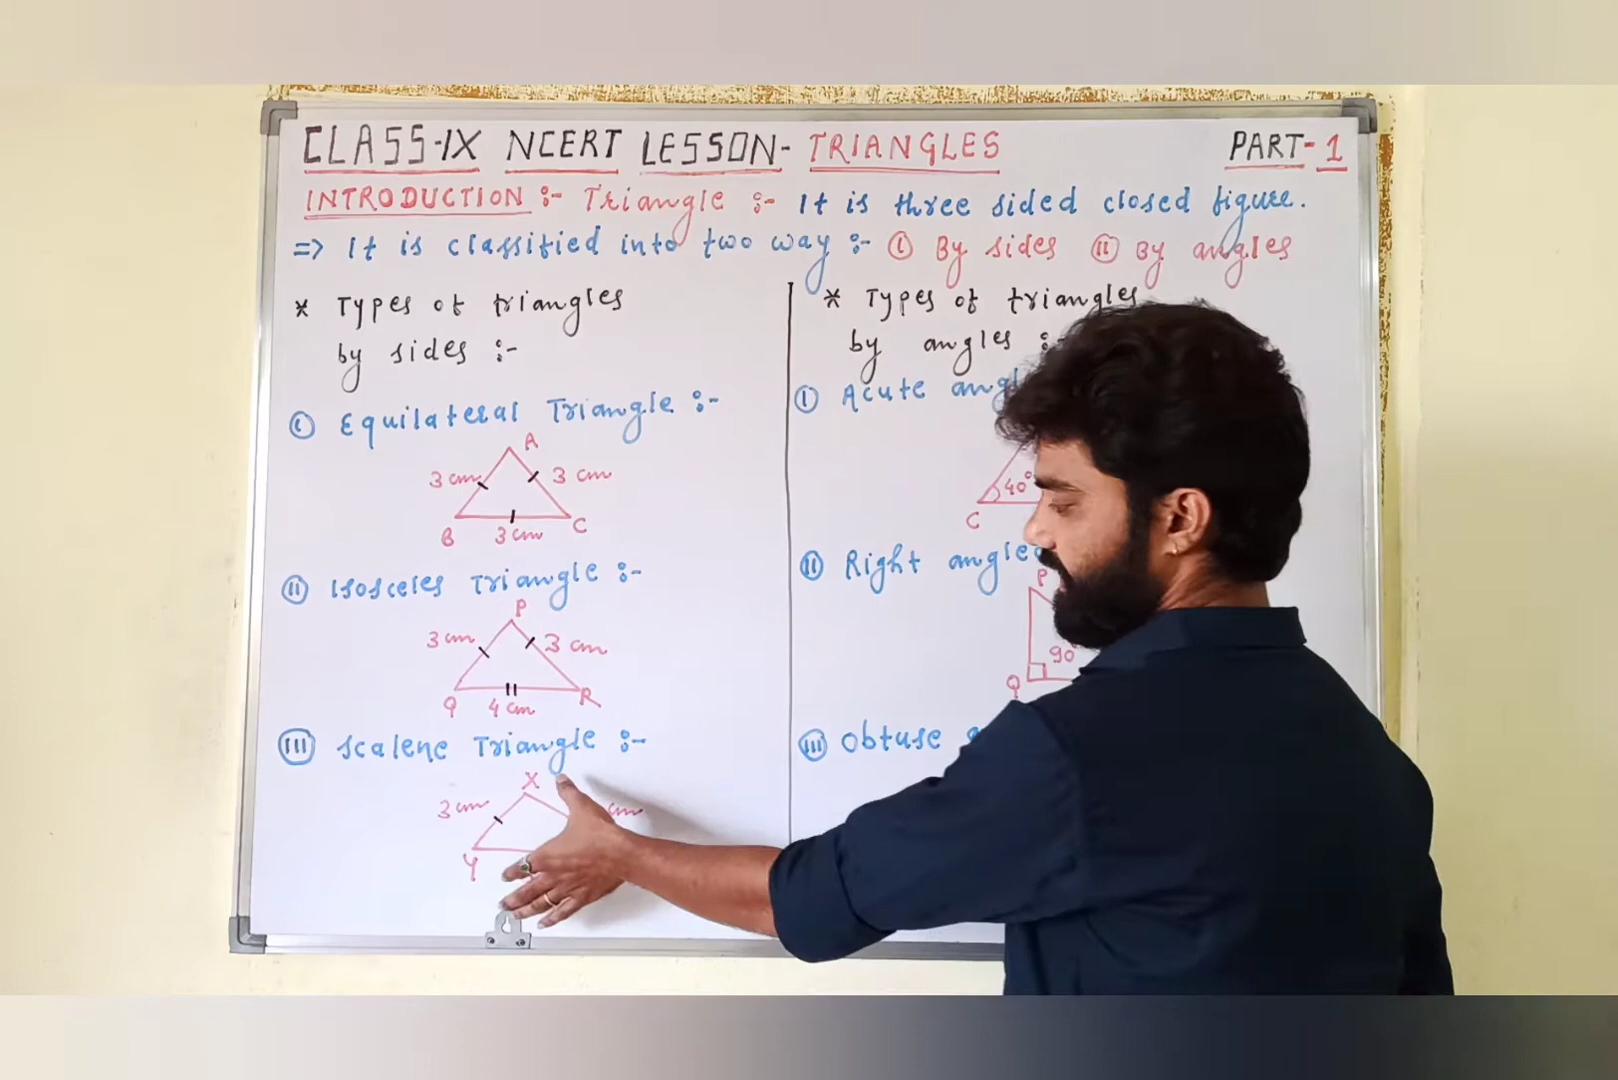 CLASS-IX NCERT LESSON- TRIANGLES PART-1
INTRODUCTION :- Triangle :- It is three sided closed figure.
=> It is classified into two way :- (I) By sides (II) By angles
* Types of triangles
by sides :-
(I) Equilateral Triangle :-
A
3 cm 3 cm
B 3 cm C
(II) Isosceles Triangle :-
P
3 cm 3 cm
Q 4 cm R
(III) Scalene Triangle :-
X
3 cm cm
Y
* Types of triangles
by angles :-
(I) Acute
40°
C
(II) Right
P
90°
Q
(III) Obtuse